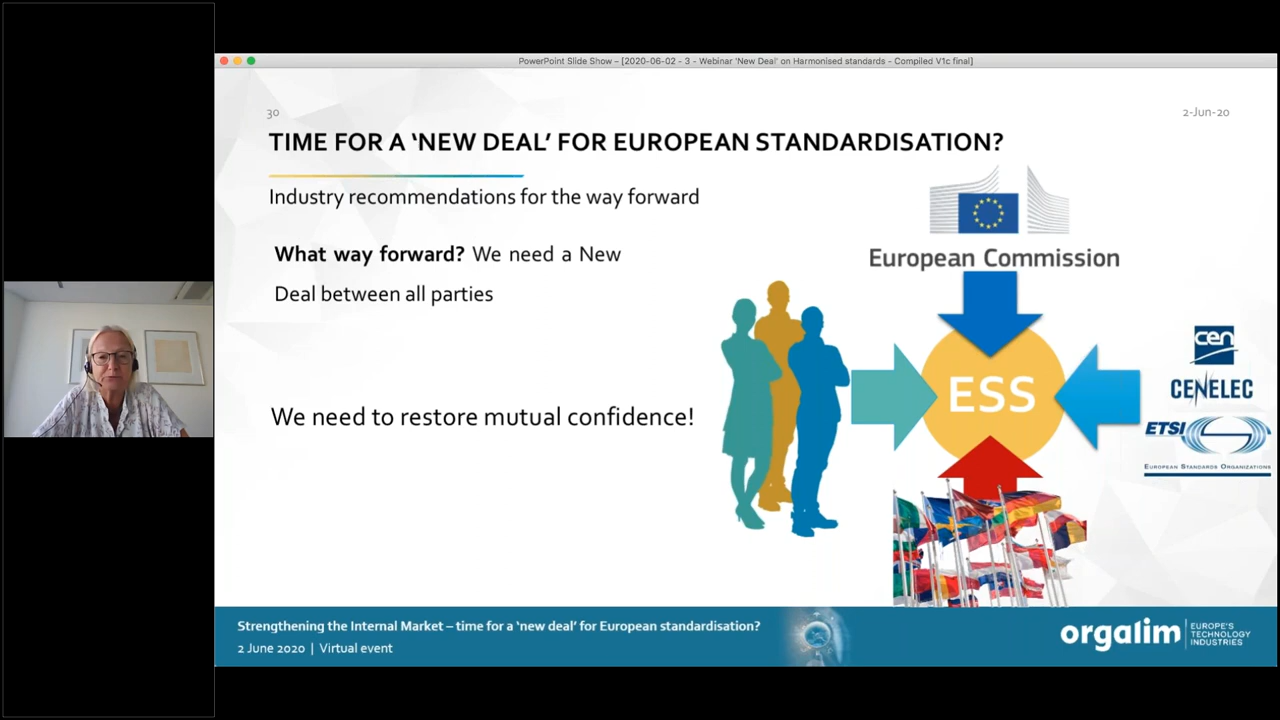 PowerPoint Slide Show – [2020-06-02 - 3 - Webinar 'New Deal' on Harmonised standards - Compiled V1c final]
30
2-Jun-20
TIME FOR A ‘NEW DEAL’ FOR EUROPEAN STANDARDISATION?
Industry recommendations for the way forward
What way forward? We need a New
Deal between all parties
We need to restore mutual confidence!
European Commission
ESS
cen
CENELEC
ETSI
EUROPEAN STANDARDS ORGANIZATIONS
Strengthening the Internal Market – time for a ‘new deal’ for European standardisation?
2 June 2020 | Virtual event
orgalim
EUROPE'S
TECHNOLOGY
INDUSTRIES